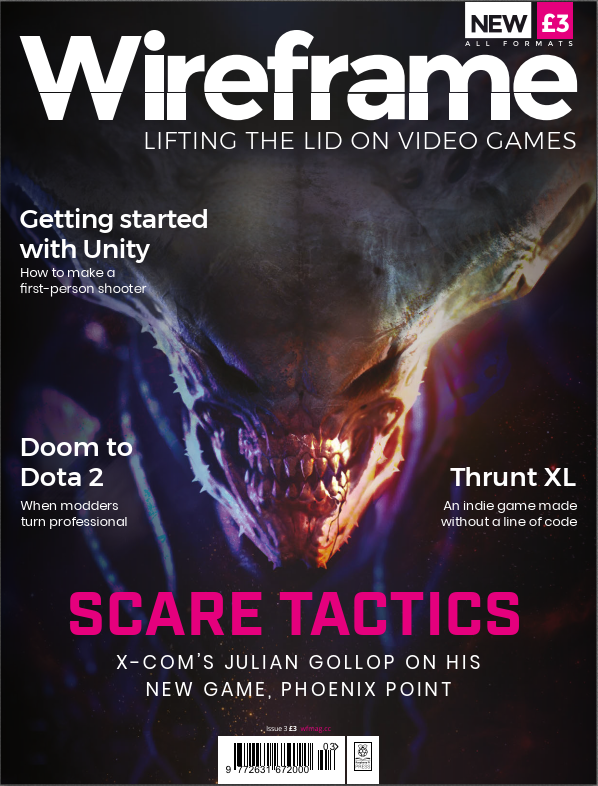 NEW £3
ALL FORMATS
Wireframe
LIFTING THE LID ON VIDEO GAMES
Getting started
with Unity
How to make a
first-person shooter
Doom to
Dota 2
When modders
turn professional
Thrunt XL
An indie game made
without a line of code
SCARE TACTICS
X-COM’S JULIAN GOLLOP ON HIS
NEW GAME, PHOENIX POINT
Issue 3 £3 wfmag.cc
03
9 772631 672000